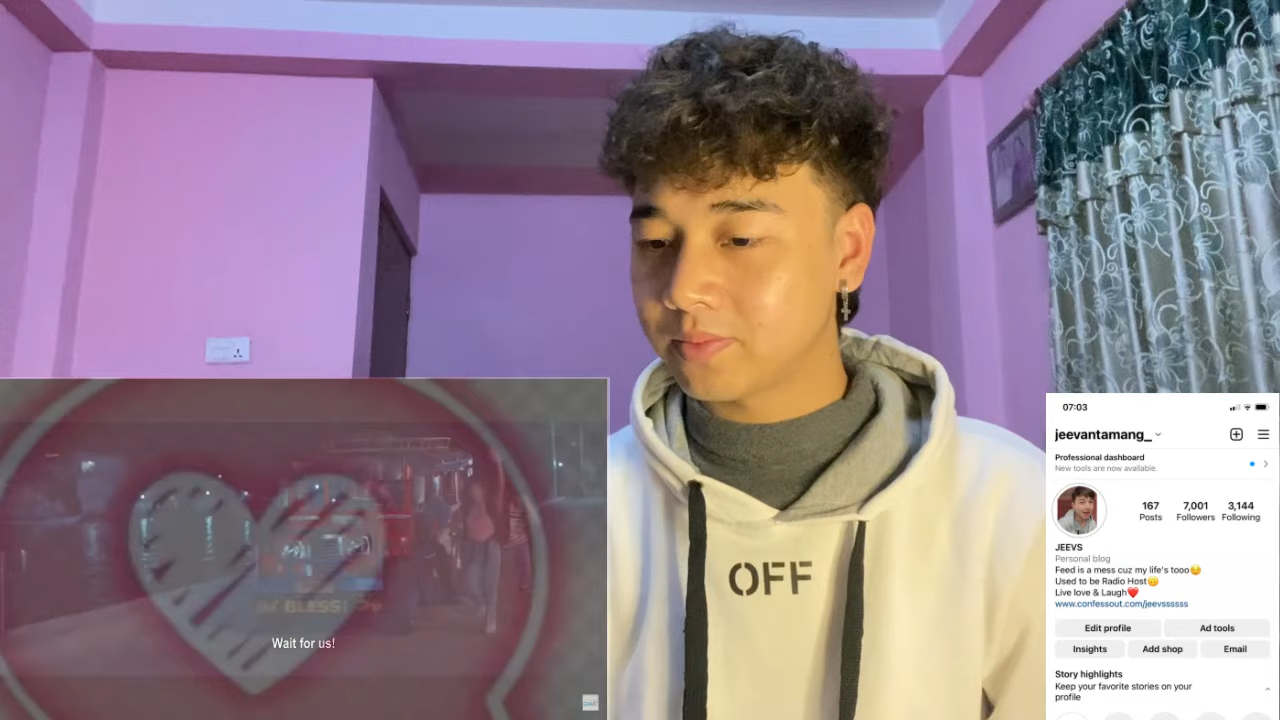 OFF
BLESS!
Wait for us!
07:03
jeevantamang_
Professional dashboard
New tools are now available.
167 7,001 3,144
Posts Followers Following
JEEVS
Personal blog
Feed is a mess cuz my life's tooo😔
Used to be Radio Host🙃
Live love & Laugh❤️
www.confessout.com/jeevssssss
Edit profile Ad tools
Insights Add shop Email
Story highlights
Keep your favorite stories on your
profile